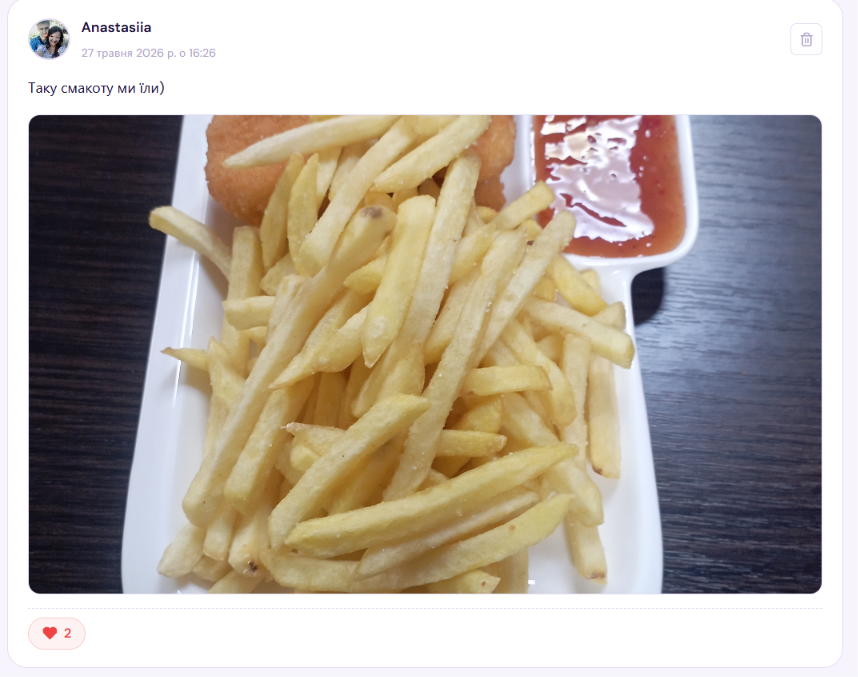 Anastasiia
27 травня 2026 р. о 16:26
Таку смакоту ми їли)
2